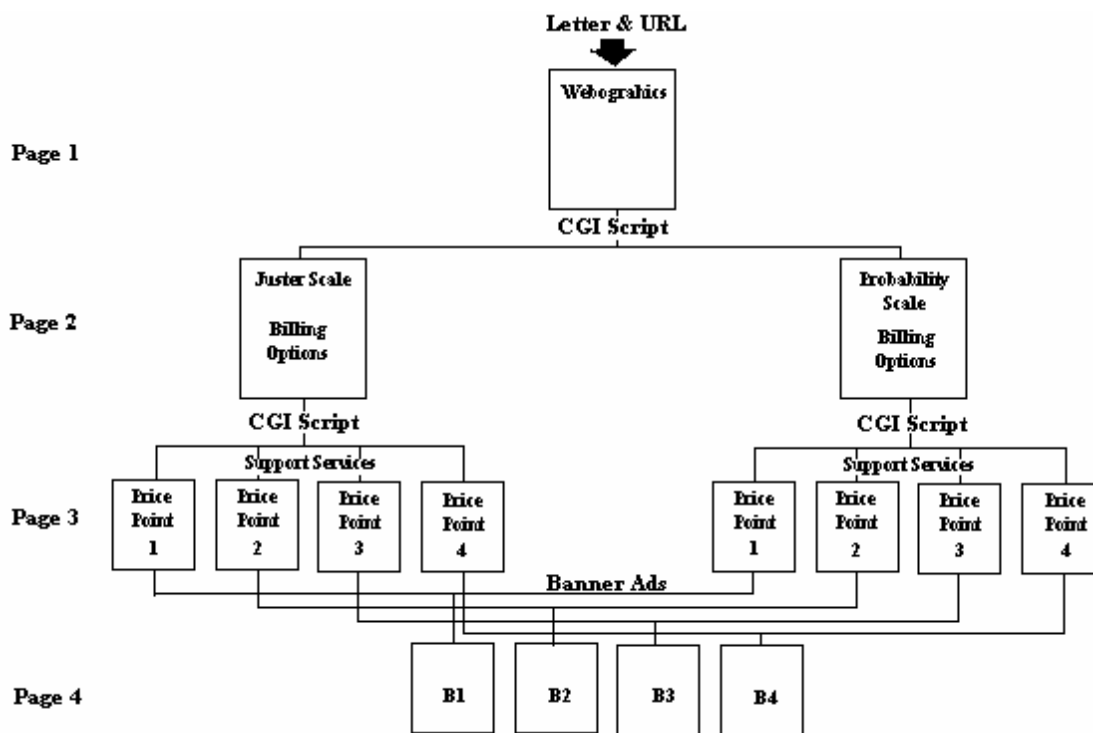 Letter & URL
Webograhics
Page 1
CGI Script
Juster Scale
Billing
Options
Probability
Scale
Billing
Options
Page 2
CGI Script
CGI Script
Support Services
Support Services
Page 3
Price
Point
1
Price
Point
2
Price
Point
3
Price
Point
4
Price
Point
1
Price
Point
2
Price
Point
3
Price
Point
4
Banner Ads
Page 4
B1
B2
B3
B4